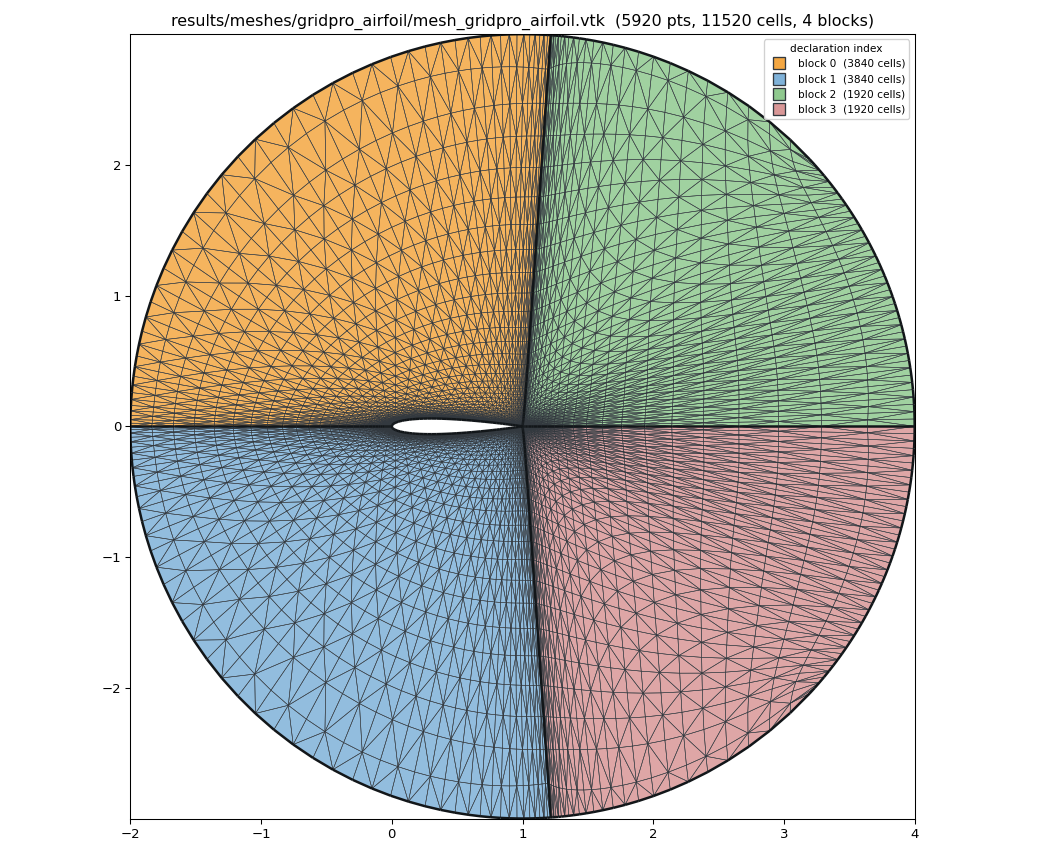 results/meshes/gridpro_airfoil/mesh_gridpro_airfoil.vtk  (5920 pts, 11520 cells, 4 blocks)
declaration index
block 0  (3840 cells)
block 1  (3840 cells)
block 2  (1920 cells)
block 3  (1920 cells)
2
1
0
−1
−2
−2
−1
0
1
2
3
4